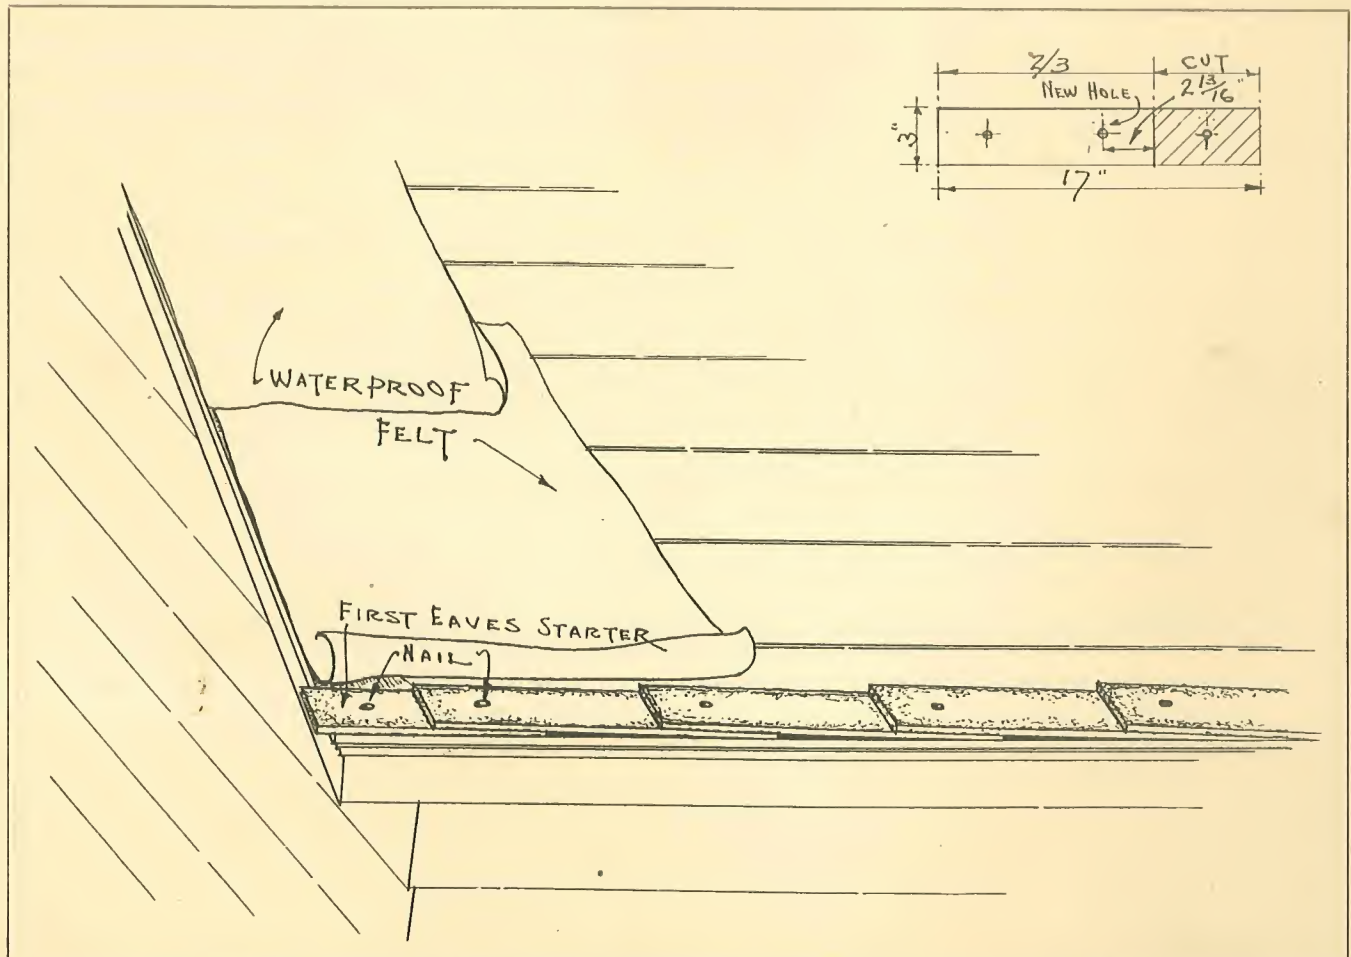 2/3
CUT
NEW HOLE
2 13/16"
3"
17"
WATERPROOF
FELT
FIRST EAVES STARTER
NAIL